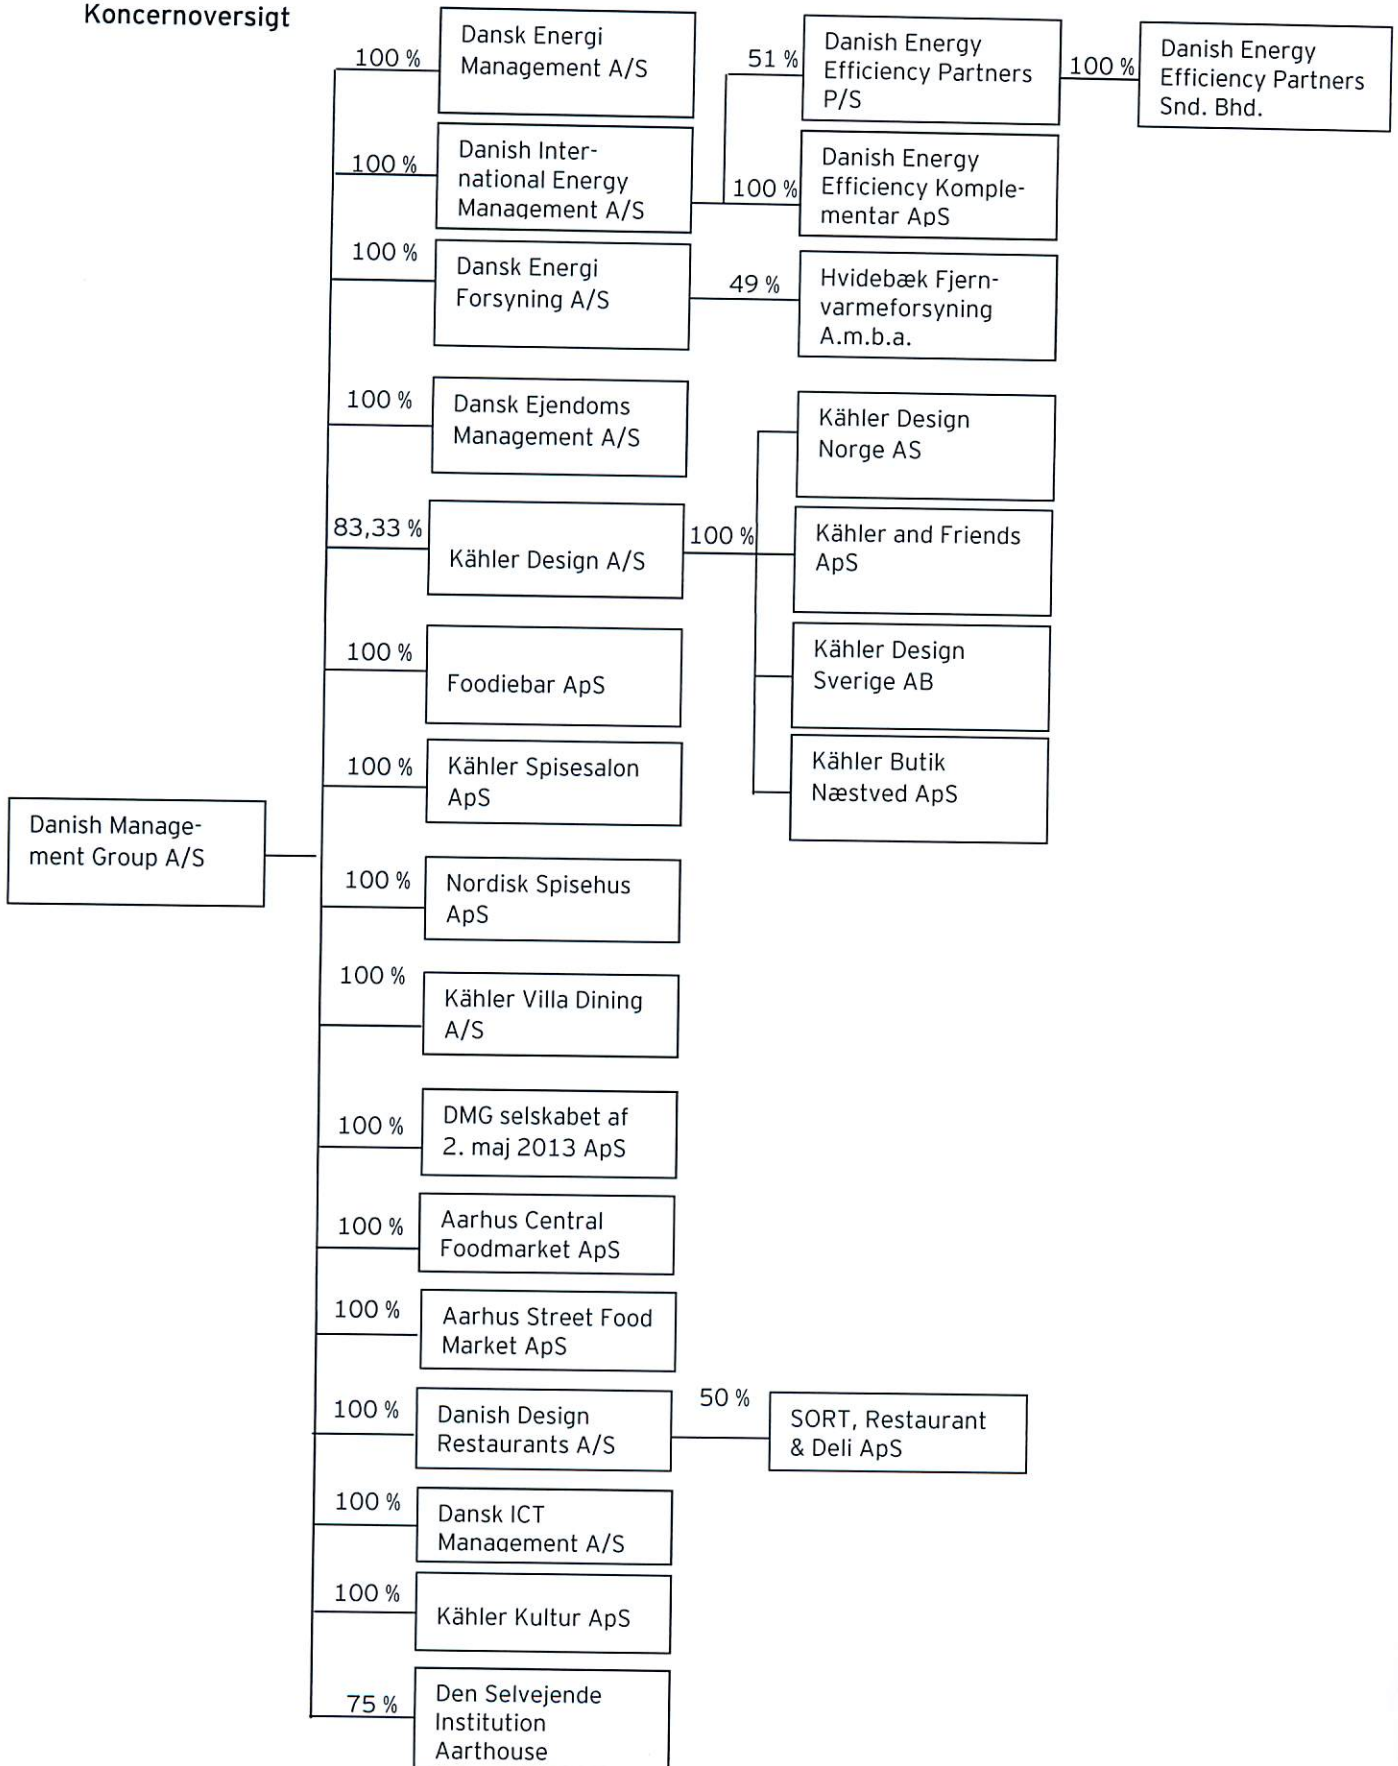 Koncernoversigt
100 %
Dansk Energi
Management A/S
51 %
Danish Energy
Efficiency Partners
P/S
100 %
Danish Energy
Efficiency Partners
Snd. Bhd.
100 %
Danish Inter-
national Energy
Management A/S
100 %
Danish Energy
Efficiency Komple-
mentar ApS
100 %
Dansk Energi
Forsyning A/S
49 %
Hvidebæk Fjern-
varmeforsyning
A.m.b.a.
100 %
Dansk Ejendoms
Management A/S
Kähler Design
Norge AS
83,33 %
Kähler Design A/S
100 %
Kähler and Friends
ApS
100 %
Foodiebar ApS
Kähler Design
Sverige AB
100 %
Kähler Spisesalon
ApS
Kähler Butik
Næstved ApS
Danish Manage-
ment Group A/S
100 %
Nordisk Spisehus
ApS
100 %
Kähler Villa Dining
A/S
100 %
DMG selskabet af
2. maj 2013 ApS
100 %
Aarhus Central
Foodmarket ApS
100 %
Aarhus Street Food
Market ApS
100 %
Danish Design
Restaurants A/S
50 %
SORT, Restaurant
& Deli ApS
100 %
Dansk ICT
Management A/S
100 %
Kähler Kultur ApS
75 %
Den Selvejende
Institution
Aarthouse